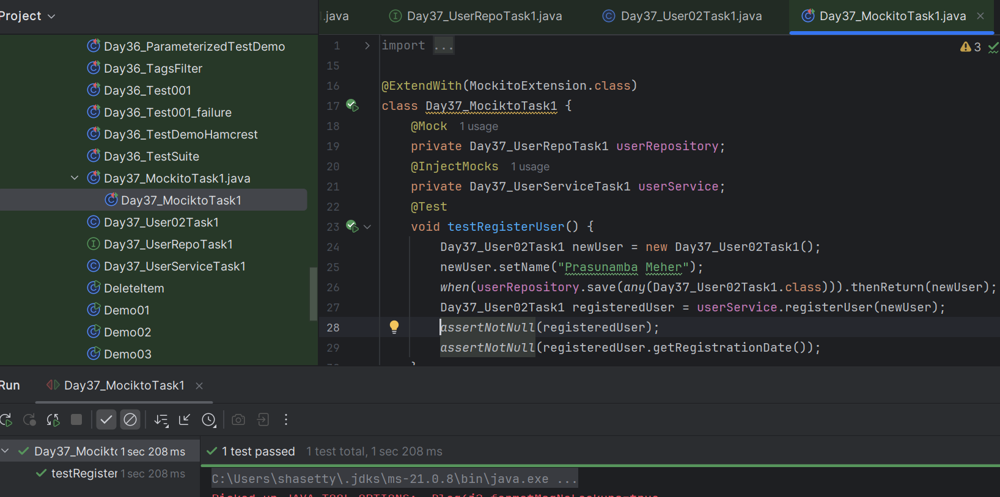 Project
.java
Day37_UserRepoTask1.java
Day37_User02Task1.java
Day37_MockitoTask1.java
Day36_ParameterizedTestDemo
Day36_TagsFilter
Day36_Test001
Day36_Test001_failure
Day36_TestDemoHamcrest
Day36_TestSuite
Day37_MockitoTask1.java
Day37_MociktoTask1
Day37_User02Task1
Day37_UserRepoTask1
Day37_UserServiceTask1
DeleteItem
Demo01
Demo02
Demo03
1 import ...
3
15
16 @ExtendWith(MockitoExtension.class)
17 class Day37_MociktoTask1 {
18 @Mock 1 usage
19 private Day37_UserRepoTask1 userRepository;
20 @InjectMocks 1 usage
21 private Day37_UserServiceTask1 userService;
22 @Test
23 void testRegisterUser() {
24 Day37_User02Task1 newUser = new Day37_User02Task1();
25 newUser.setName("Prasunamba Meher");
26 when(userRepository.save(any(Day37_User02Task1.class))).thenReturn(newUser);
27 Day37_User02Task1 registeredUser = userService.registerUser(newUser);
28 assertNotNull(registeredUser);
29 assertNotNull(registeredUser.getRegistrationDate());
Run
Day37_MociktoTask1
Day37_Mockt 1 sec 208 ms
testRegister 1 sec 208 ms
1 test passed 1 test total, 1 sec 208 ms
C:\Users\shasetty\.jdks\ms-21.0.8\bin\java.exe ...